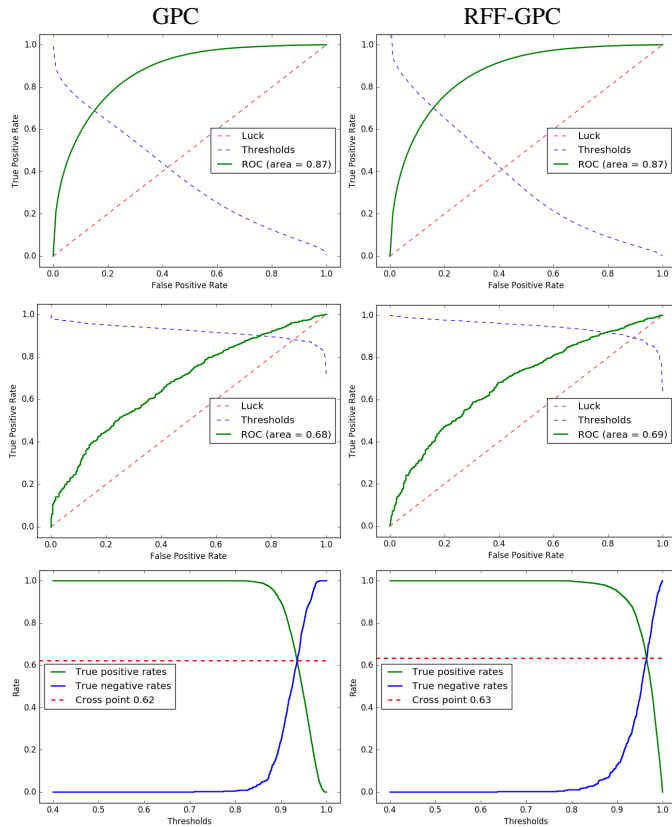 GPC
RFF-GPC
1.0
0.8
0.6
0.4
0.2
0.0
True Positive Rate
Luck
Thresholds
ROC (area = 0.87)
0.0 0.2 0.4 0.6 0.8 1.0
False Positive Rate
1.0
0.8
0.6
0.4
0.2
0.0
True Positive Rate
Luck
Thresholds
ROC (area = 0.87)
0.0 0.2 0.4 0.6 0.8 1.0
False Positive Rate
1.0
0.8
0.6
0.4
0.2
0.0
True Positive Rate
Luck
Thresholds
ROC (area = 0.68)
0.0 0.2 0.4 0.6 0.8 1.0
False Positive Rate
1.0
0.8
0.6
0.4
0.2
0.0
True Positive Rate
Luck
Thresholds
ROC (area = 0.69)
0.0 0.2 0.4 0.6 0.8 1.0
False Positive Rate
1.0
0.8
0.6
0.4
0.2
0.0
Rate
True positive rates
True negative rates
Cross point 0.62
0.4 0.5 0.6 0.7 0.8 0.9 1.0
Thresholds
1.0
0.8
0.6
0.4
0.2
0.0
Rate
True positive rates
True negative rates
Cross point 0.63
0.4 0.5 0.6 0.7 0.8 0.9 1.0
Thresholds